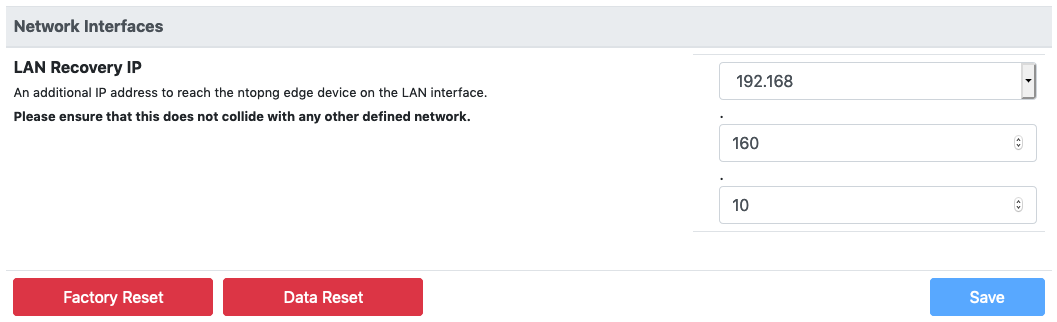 Network Interfaces
LAN Recovery IP
An additional IP address to reach the ntopng edge device on the LAN interface.
Please ensure that this does not collide with any other defined network.
192.168
.
160
.
10
Factory Reset
Data Reset
Save